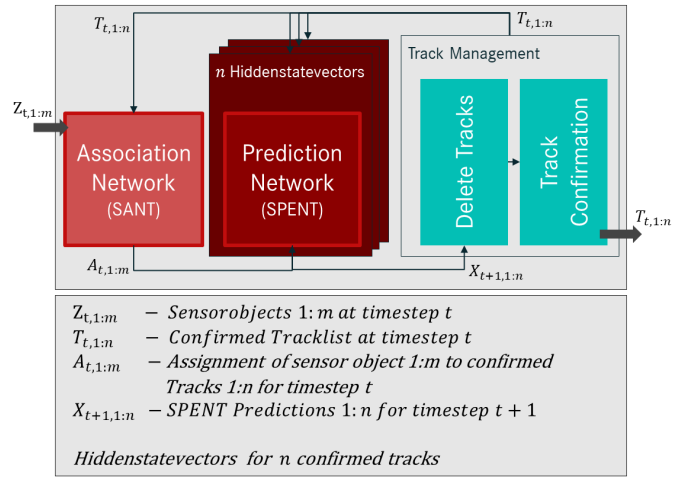 T_{t,1:n}
T_{t,1:n}
n Hiddenstatevectors
Track Management
Z_{t,1:m}
Association
Network
(SANT)
Prediction
Network
(SPENT)
Delete Tracks
Track
Confirmation
T_{t,1:n}
A_{t,1:m}
X_{t+1,1:n}
Z_{t,1:m} – Sensorobjects 1:m at timestep t
T_{t,1:n} – Confirmed Tracklist at timestep t
A_{t,1:m} – Assignment of sensor object 1:m to confirmed
Tracks 1:n for timestep t
X_{t+1,1:n} – SPENT Predictions 1:n for timestep t + 1
Hiddenstatevectors for n confirmed tracks